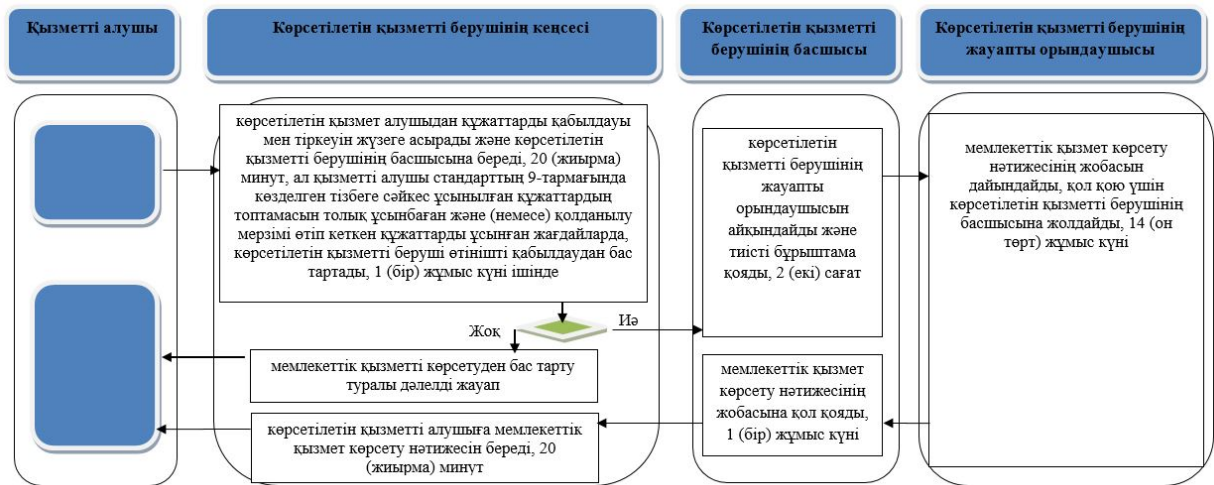 Қызметті алушы
Көрсетілетін қызметті берушінің кеңсесі
Көрсетілетін қызметті
берушінің басшысы
Көрсетілетін қызметті берушінің
жауапты орындаушысы
көрсетілетін қызмет алушыдан құжаттарды қабылдауы
мен тіркеуін жүзеге асырады және көрсетілетін
қызметті берушінің басшысына береді, 20 (жиырма)
минут, ал қызметті алушы стандарттың 9-тармағында
көзделген тізбеге сәйкес ұсынылған құжаттардың
топтамасын толық ұсынбаған және (немесе) қолданылу
мерзімі өтіп кеткен құжаттарды ұсынған жағдайларда,
көрсетілетін қызметті беруші өтінішті қабылдаудан бас
тартады, 1 (бір) жұмыс күні ішінде
көрсетілетін
қызметті берушінің
жауапты
орындаушысын
айқындайды және
тиісті бұрыштама
қояды, 2 (екі) сағат
мемлекеттік қызмет көрсету
нәтижесінің жобасын
дайындайды, қол қою үшін
көрсетілетін қызметті берушінің
басшысына жолдайды, 14 (он
төрт) жұмыс күні
Жоқ
Иә
мемлекеттік қызметті көрсетуден бас тарту
туралы дәлелді жауап
мемлекеттік қызмет
көрсету нәтижесінің
жобасына қол қояды,
1 (бір) жұмыс күні
көрсетілетін қызметті алушыға мемлекеттік
қызмет көрсету нәтижесін береді, 20
(жиырма) минут